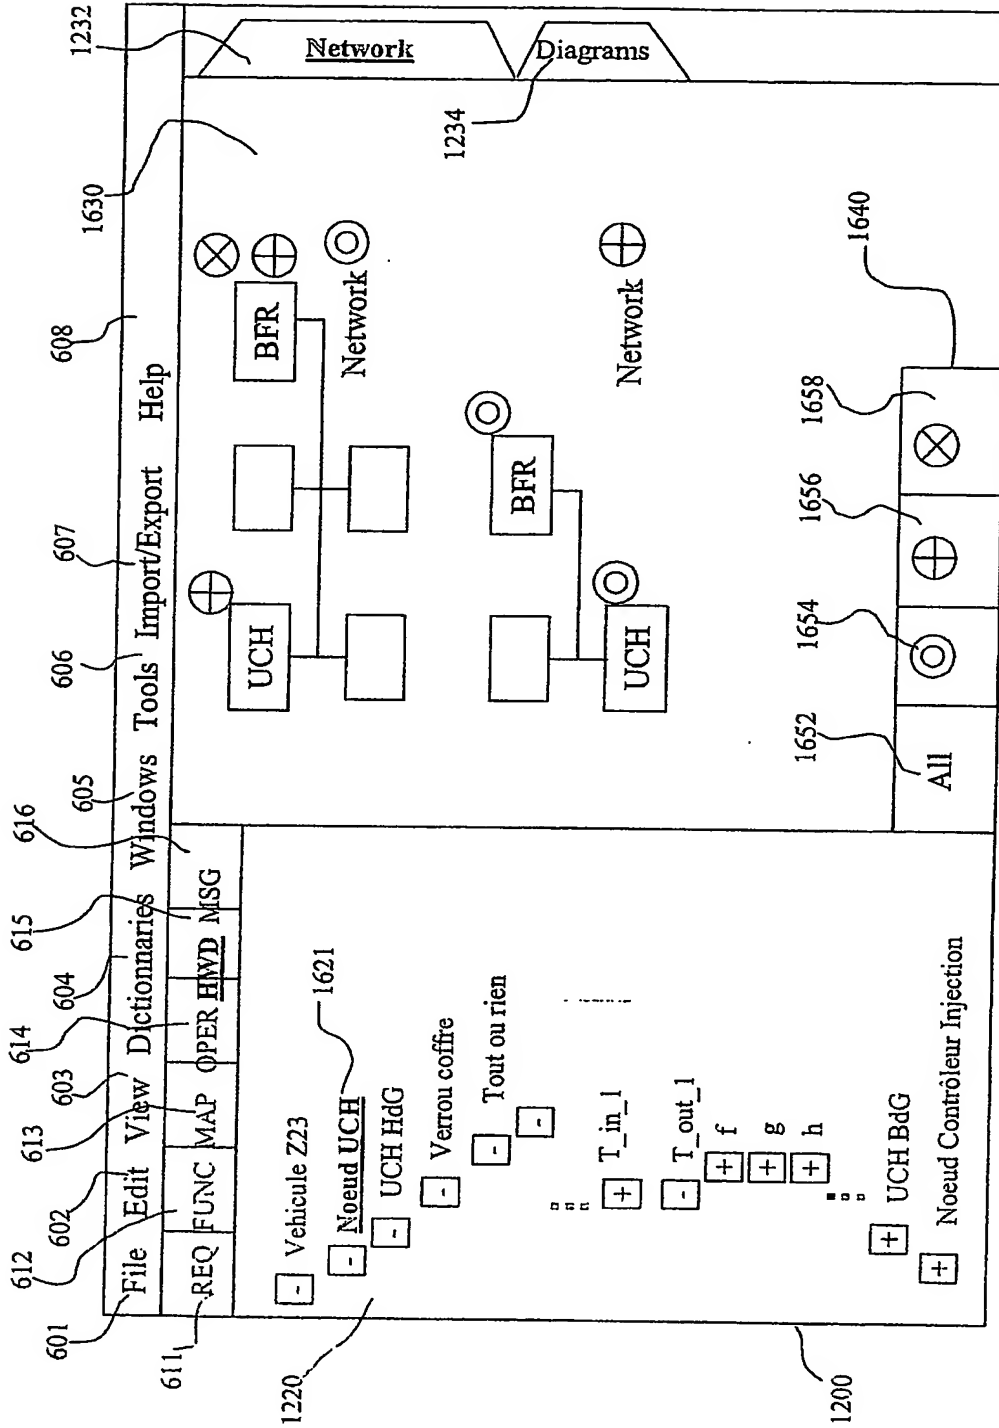 601 602 603 604 605 606 607 608
File Edit View Dictionnaries Windows Tools Import/Export Help
611 612 613 614 615 616
REQ FUNC MAP OPER HWD MSG
1220
1200
- Vehicule Z23
- Noeud UCH
1621
- UCH HdG
- Verrou coffre
- Tout ou rien
-
+ T_in_1
- T_out_1
+ f
+ g
+ h
+ UCH BdG
+ Noeud Contrôleur Injection
1630
UCH
BFR
Network
UCH
BFR
Network
1232
Network
1234
Diagrams
1640
1652 1654 1656 1658
All